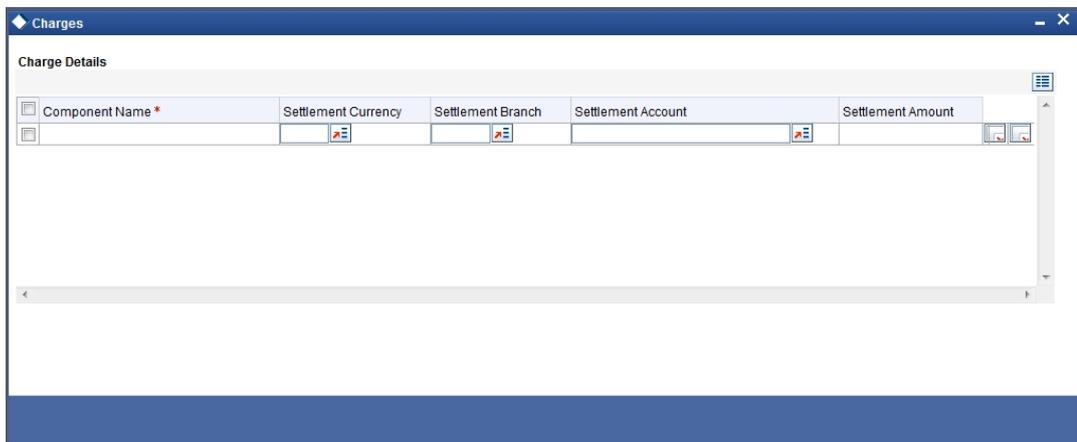 Charges
Charge Details
Component Name * Settlement Currency Settlement Branch Settlement Account Settlement Amount